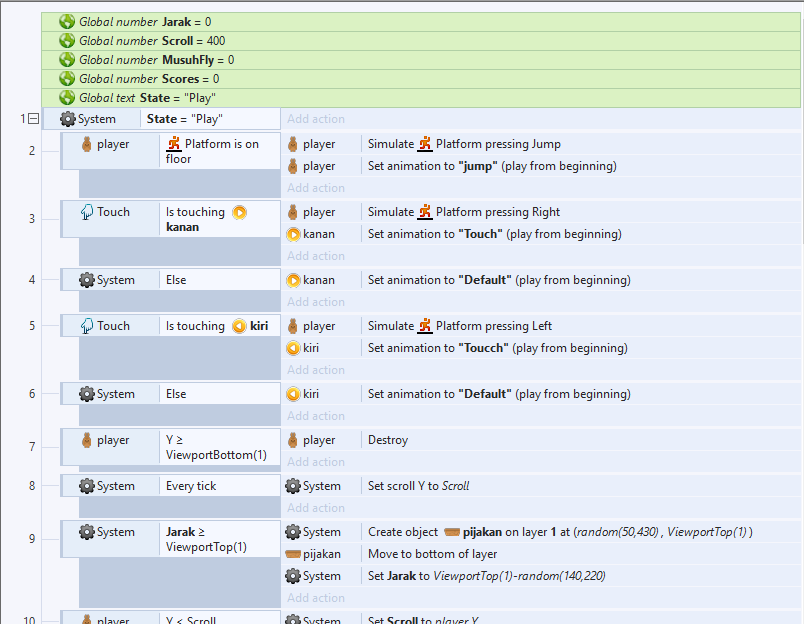 Global number Jarak = 0
Global number Scroll = 400
Global number MusuhFly = 0
Global number Scores = 0
Global text State = "Play"
1 System State = "Play" Add action
2 player Platform is on floor player Simulate Platform pressing Jump
player Set animation to "jump" (play from beginning)
Add action
3 Touch Is touching kanan player Simulate Platform pressing Right
kanan Set animation to "Touch" (play from beginning)
Add action
4 System Else kanan Set animation to "Default" (play from beginning)
Add action
5 Touch Is touching kiri player Simulate Platform pressing Left
kiri Set animation to "Toucch" (play from beginning)
Add action
6 System Else kiri Set animation to "Default" (play from beginning)
Add action
7 player Y ≥ ViewportBottom(1) player Destroy
Add action
8 System Every tick System Set scroll Y to Scroll
Add action
9 System Jarak ≥ ViewportTop(1) System Create object pijakan on layer 1 at (random(50,430), ViewportTop(1))
pijakan Move to bottom of layer
System Set Jarak to ViewportTop(1)-random(140,220)
Add action
10 player Y < Scroll System Set Scroll to player.Y